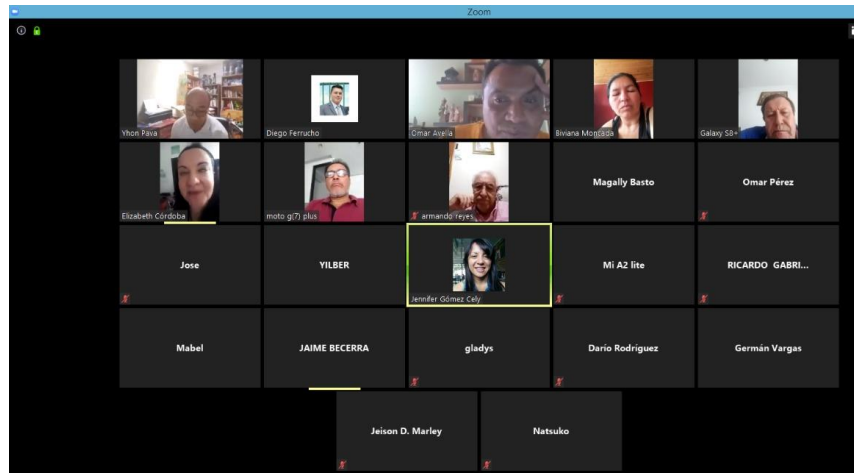 Zoom
Yhon Pava
Diego Ferrucho
Omar Avella
Biviana Moncada
Galaxy S8+
Elizabeth Córdoba
moto g(7) plus
armando reyes
Magally Basto
Omar Pérez
Jose
YILBER
Jennifer Gómez Cely
Mi A2 lite
RICARDO GABRI...
Mabel
JAIME BECERRA
gladys
Darío Rodríguez
Germán Vargas
Jeison D. Marley
Natsuko